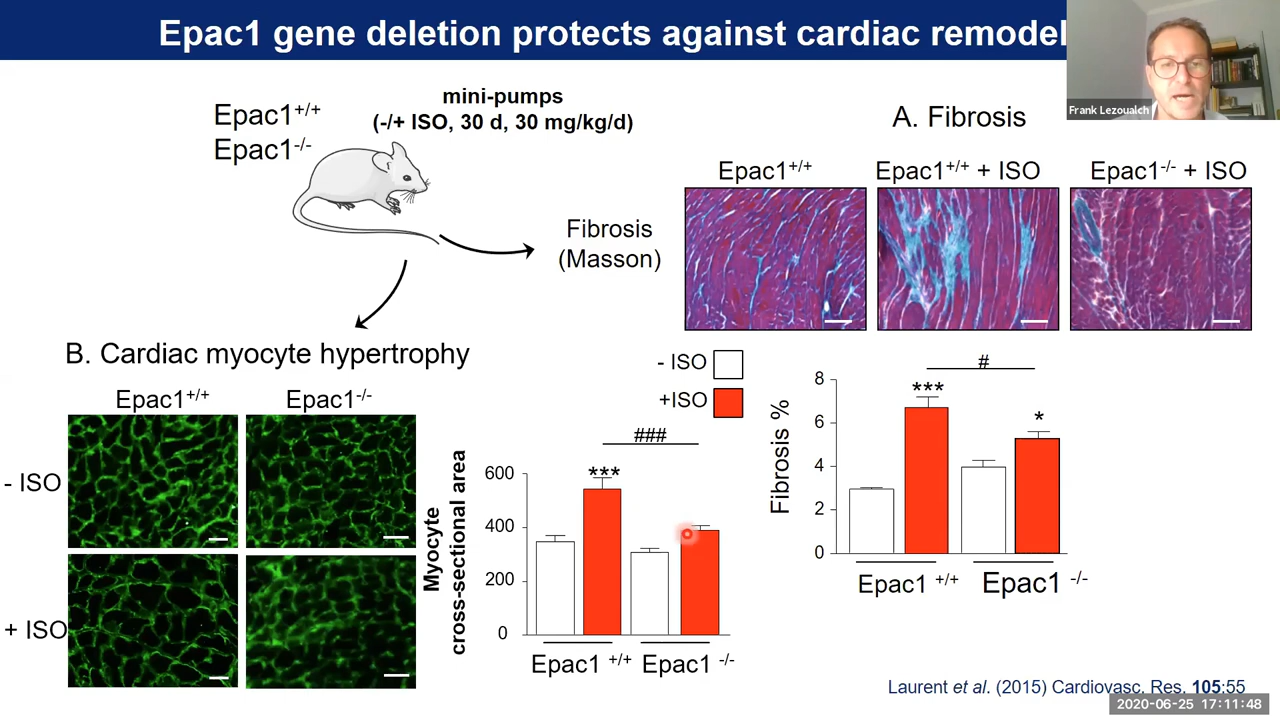 Epac1 gene deletion protects against cardiac remodel
Frank Lezoualch
Epac1+/+
Epac1-/-
mini-pumps
(-/+ ISO, 30 d, 30 mg/kg/d)
Fibrosis
(Masson)
A. Fibrosis
Epac1+/+
Epac1+/+ + ISO
Epac1-/- + ISO
B. Cardiac myocyte hypertrophy
Epac1+/+
Epac1-/-
- ISO
+ ISO
- ISO
+ISO
Myocyte
cross-sectional area
600
400
200
0
***
###
Epac1 +/+
Epac1 -/-
Fibrosis %
8
6
4
2
0
***
#
*
Epac1 +/+
Epac1 -/-
Laurent et al. (2015) Cardiovasc. Res. 105:55
2020-06-25 17:11:48